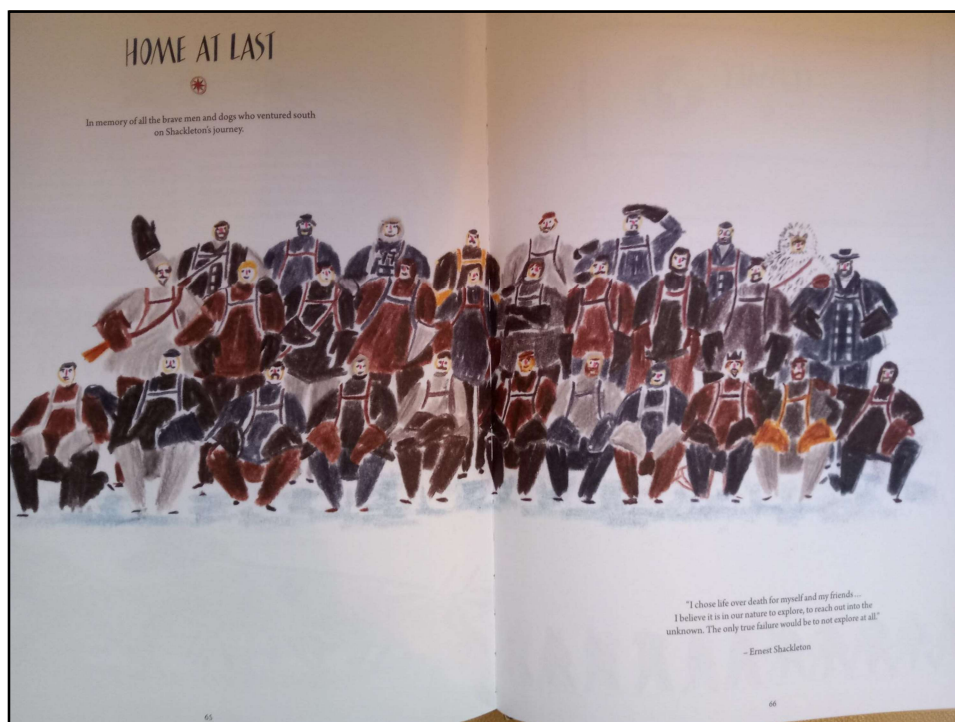 HOME AT LAST
In memory of all the brave men and dogs who ventured south
on Shackleton's journey.
"I chose life over death for myself and my friends...
I believe it is in our nature to explore, to reach out into the
unknown. The only true failure would be to not explore at all."
– Ernest Shackleton
65
66